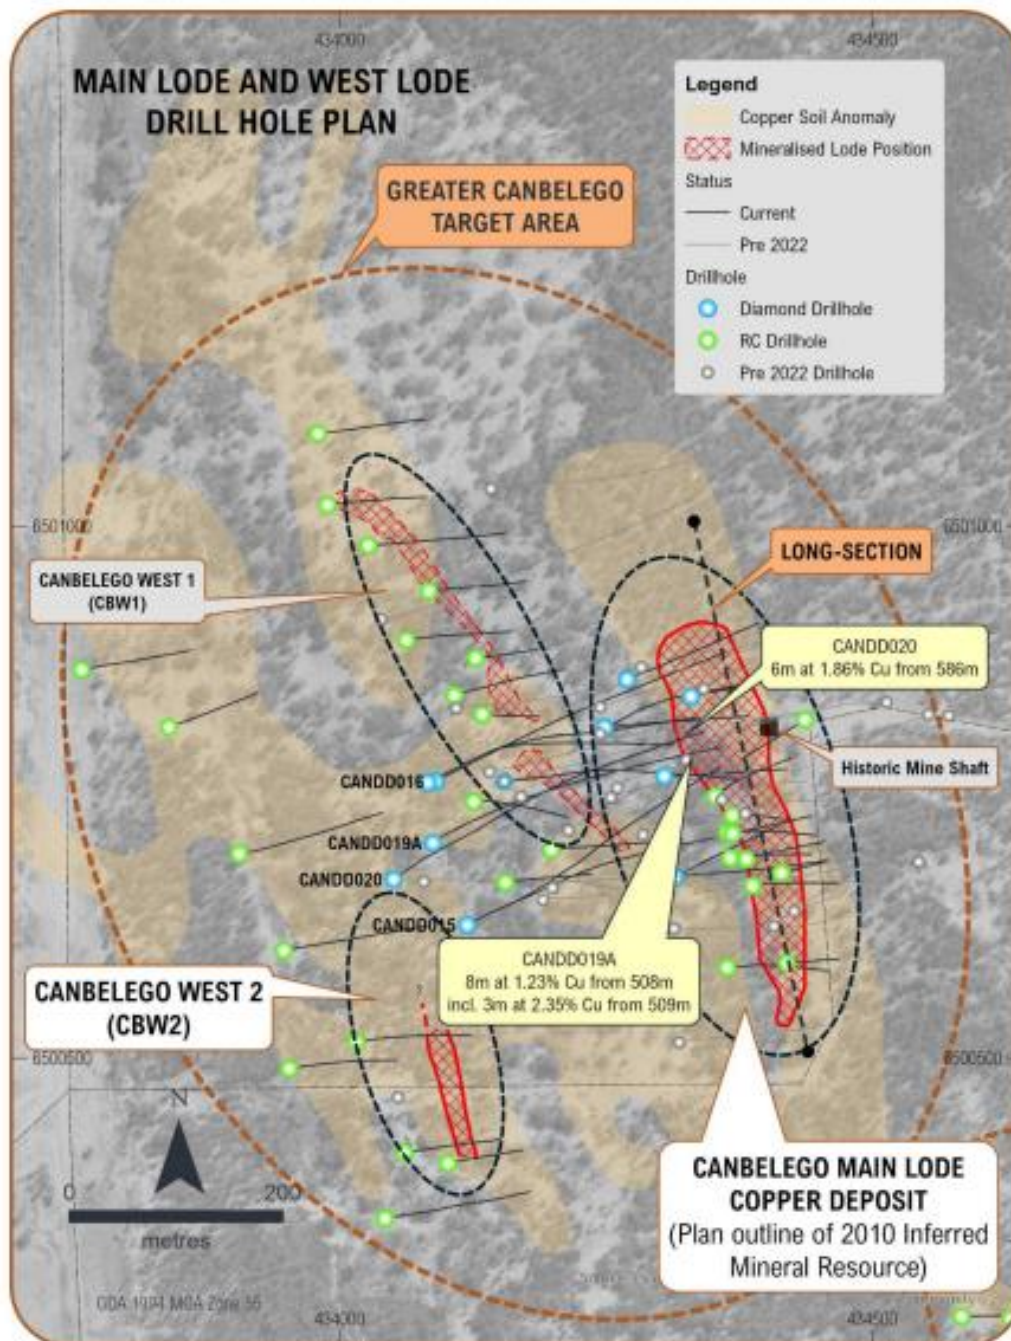 434000
434500
MAIN LODE AND WEST LODE
DRILL HOLE PLAN
Legend
Copper Soil Anomaly
Mineralised Lode Position
Status
Current
Pre 2022
Drillhole
Diamond Drillhole
RC Drillhole
Pre 2022 Drillhole
GREATER CANBELEGO
TARGET AREA
6501000
6501000
LONG-SECTION
CANBELEGO WEST 1
(CBW1)
CANDD020
6m at 1.86% Cu from 586m
Historic Mine Shaft
CANDD016
CANDD019A
CANDD020
CANDD015
CANDD019A
8m at 1.23% Cu from 508m
incl. 3m at 2.35% Cu from 509m
CANBELEGO WEST 2
(CBW2)
?
6500500
6500500
N
0 200
metres
CANBELEGO MAIN LODE
COPPER DEPOSIT
(Plan outline of 2010 Inferred
Mineral Resource)
GDA 1994 MGA Zone 55
434000
434500